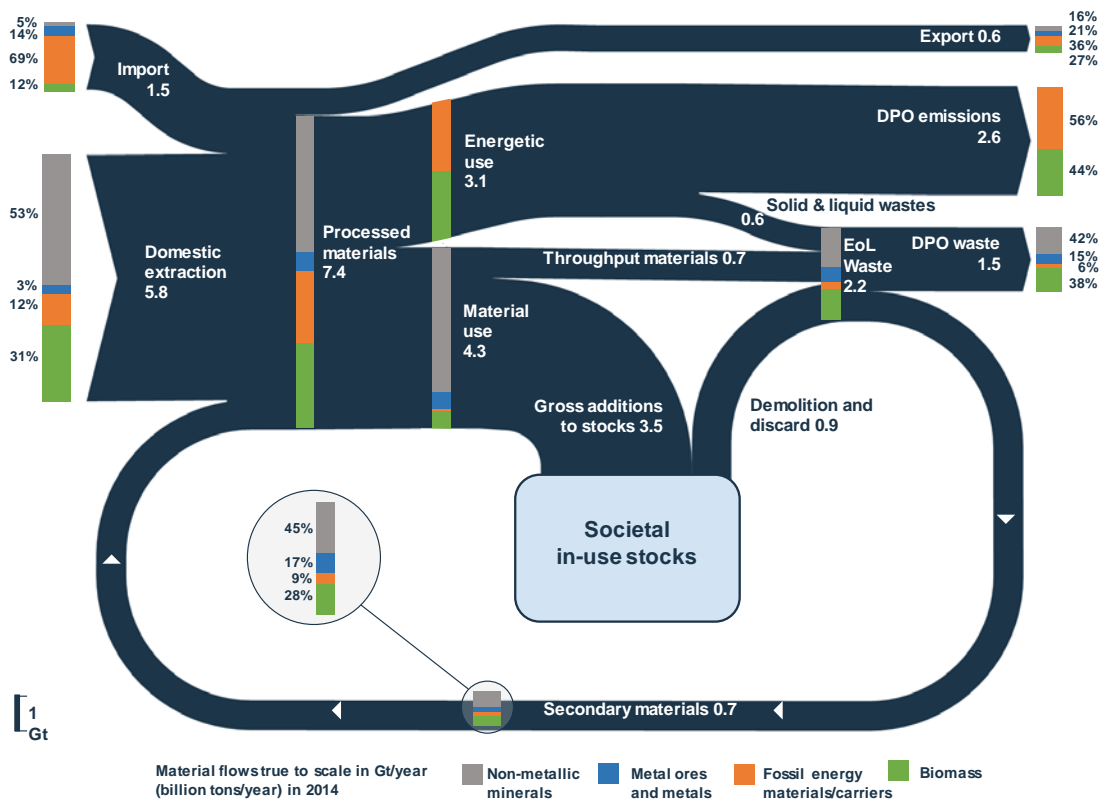 5%
14%
69%
12%
Import
1.5
Export 0.6
16%
21%
36%
27%
53%
3%
12%
31%
Domestic
extraction
5.8
Processed
materials
7.4
Energetic
use
3.1
DPO emissions
2.6
56%
44%
Solid & liquid wastes
0.6
Throughput materials 0.7
EoL
Waste
2.2
DPO waste
1.5
42%
15%
6%
38%
Material
use
4.3
Gross additions
to stocks 3.5
Demolition and
discard 0.9
Societal
in-use stocks
45%
17%
9%
28%
Secondary materials 0.7
1
Gt
Material flows true to scale in Gt/year
(billion tons/year) in 2014
Non-metallic
minerals
Metal ores
and metals
Fossil energy
materials/carriers
Biomass